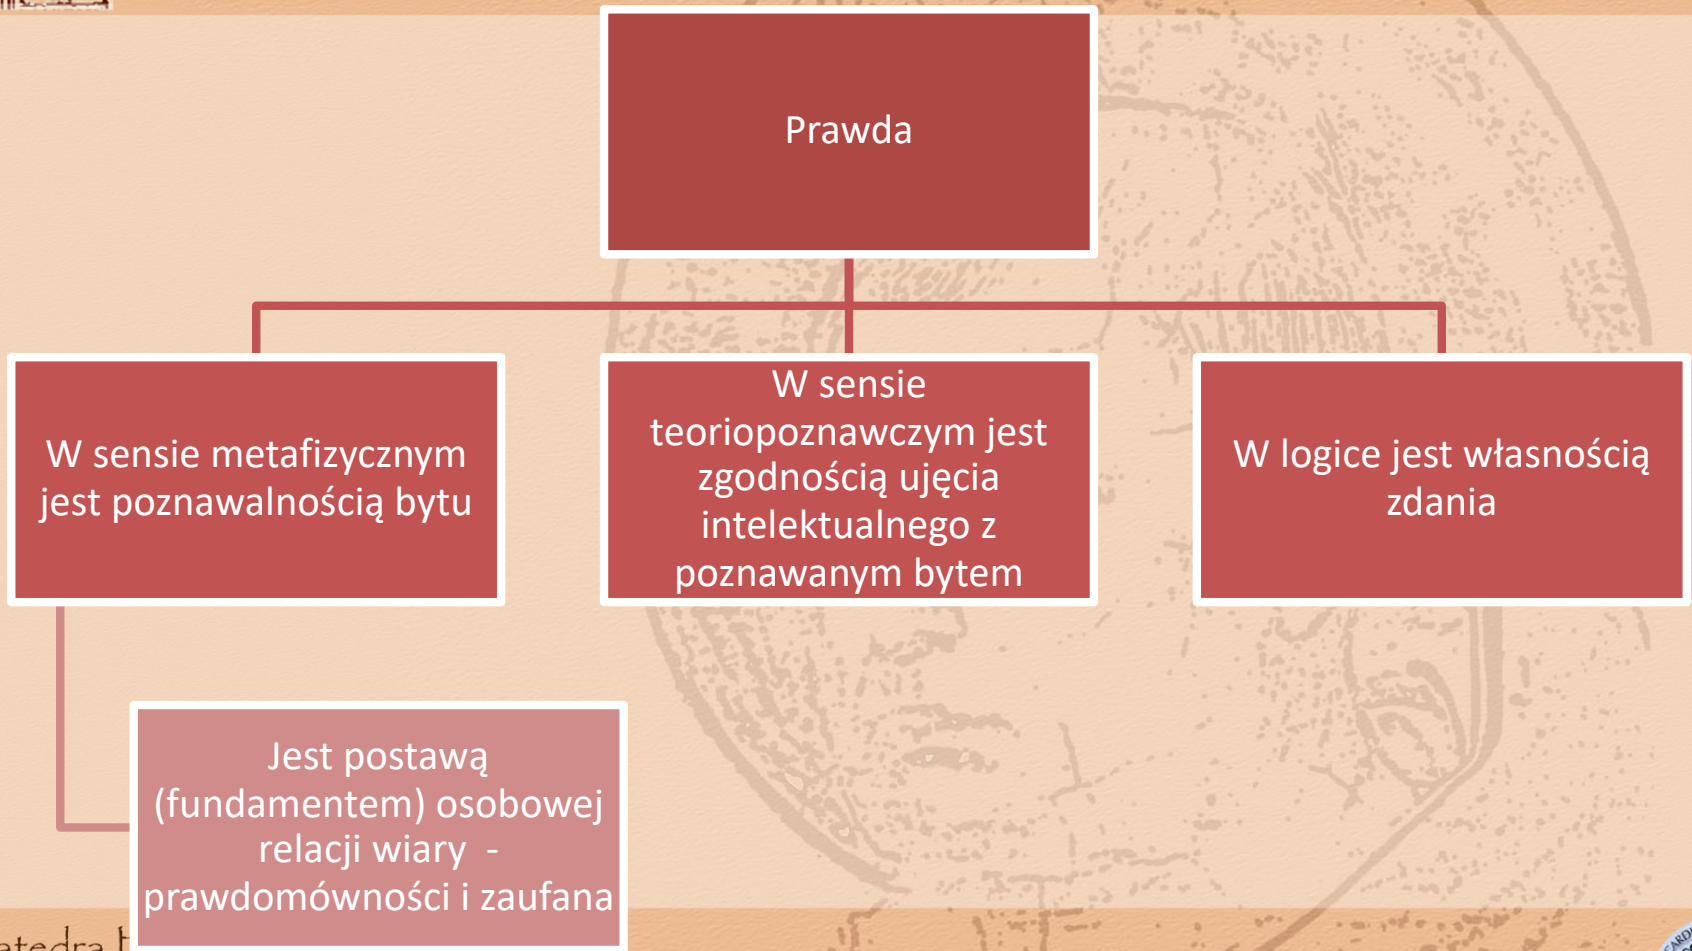 Prawda
W sensie metafizycznym
jest poznawalnością bytu
W sensie
teoriopoznawczym jest
zgodnością ujęcia
intelektualnego z
poznawanym bytem
W logice jest własnością
zdania
Jest postawą
(fundamentem) osobowej
relacji wiary -
prawdomówności i zaufana